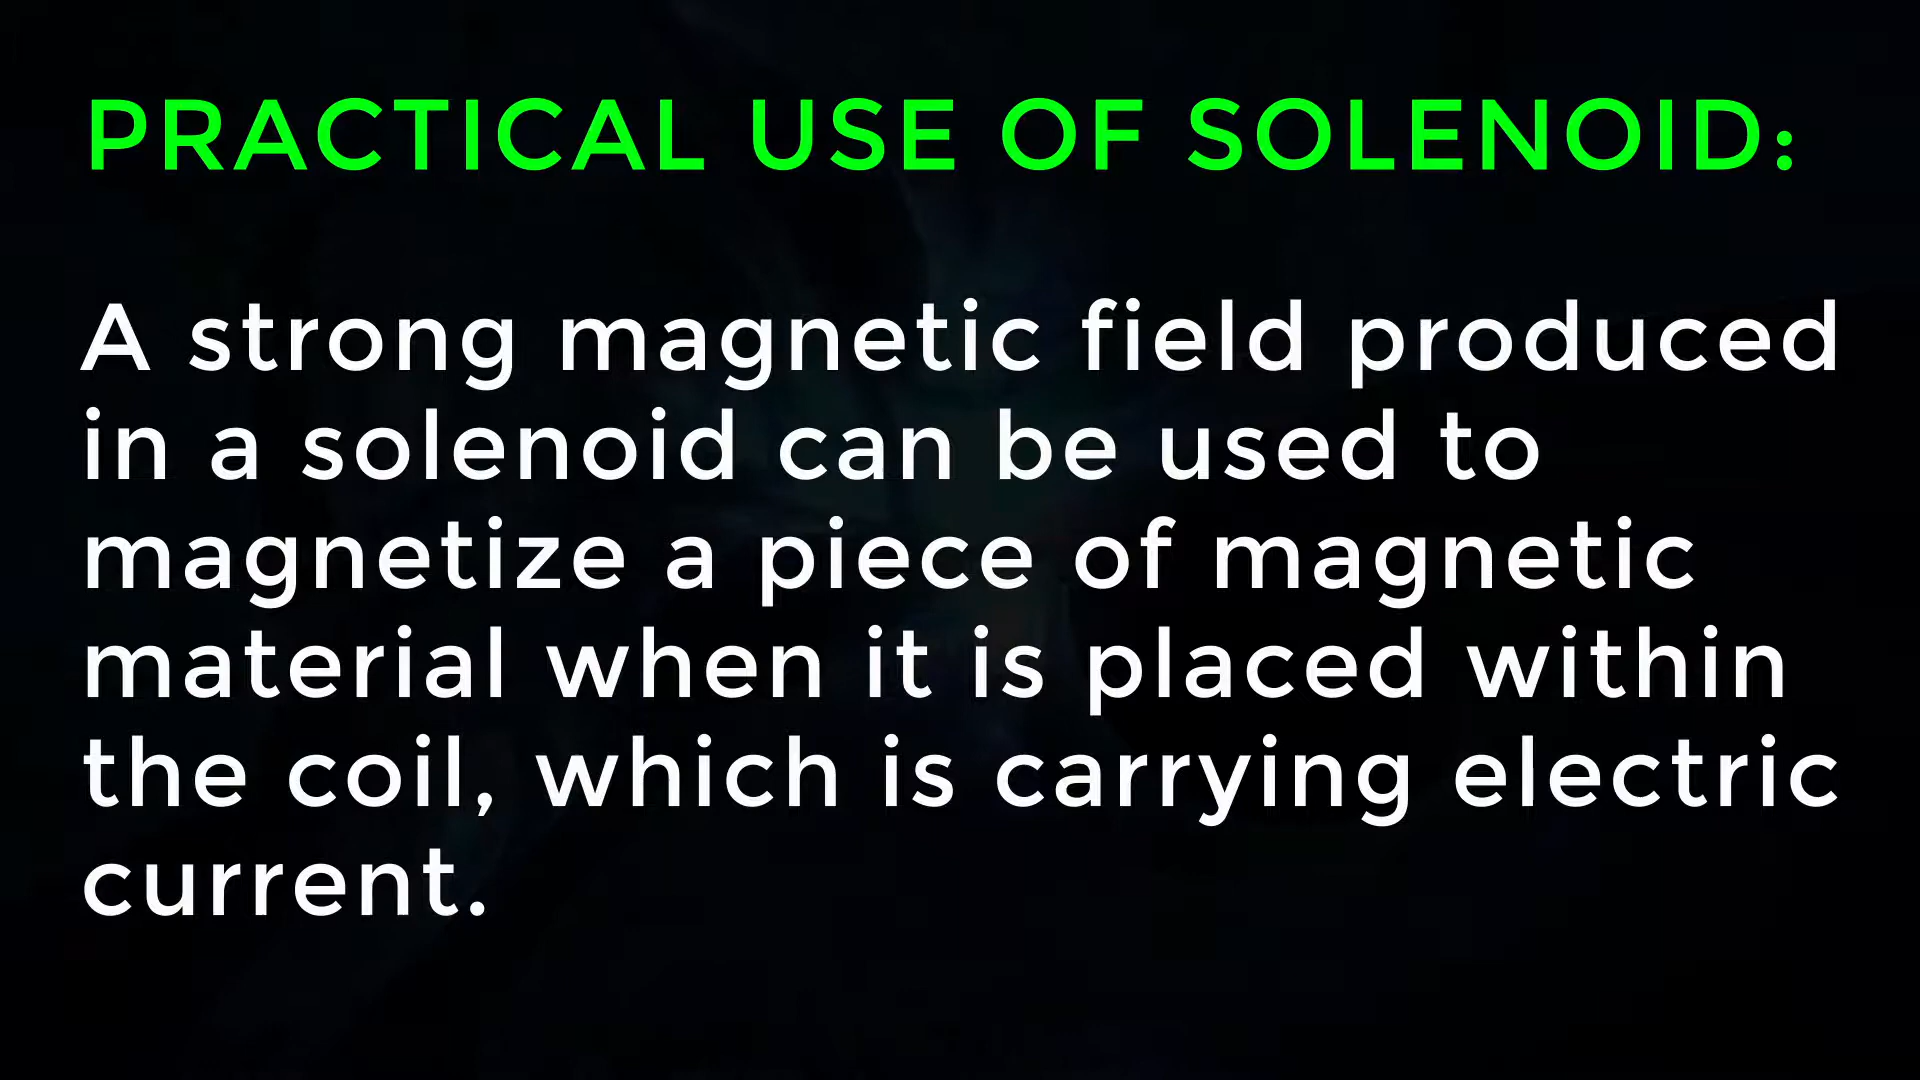 PRACTICAL USE OF SOLENOID:
A strong magnetic field produced
in a solenoid can be used to
magnetize a piece of magnetic
material when it is placed within
the coil, which is carrying electric
current.